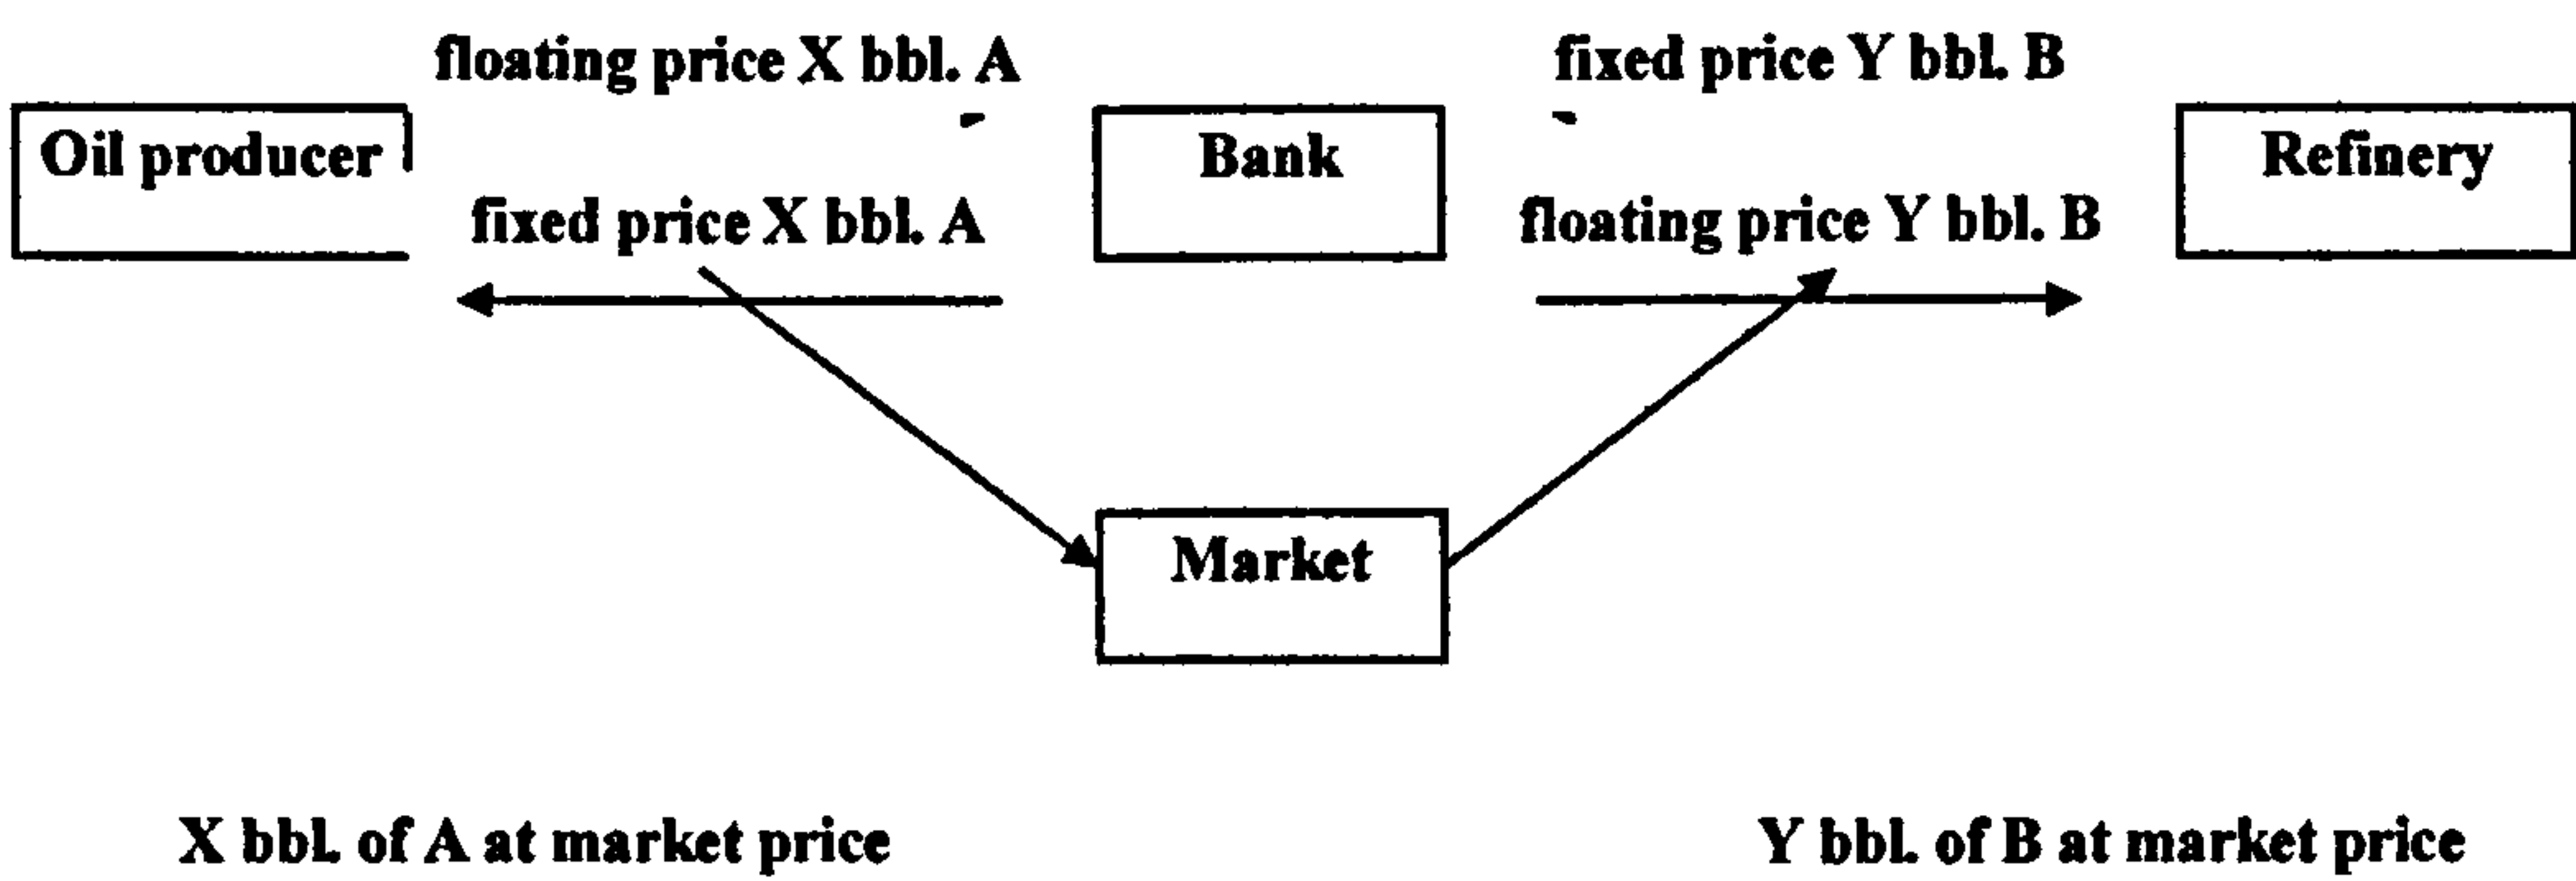 floating price X bbl. A
fixed price Y bbl. B
Oil producer
Bank
Refinery
fixed price X bbl. A
floating price Y bbl. B
Market
X bbl. of A at market price
Y bbl. of B at market price